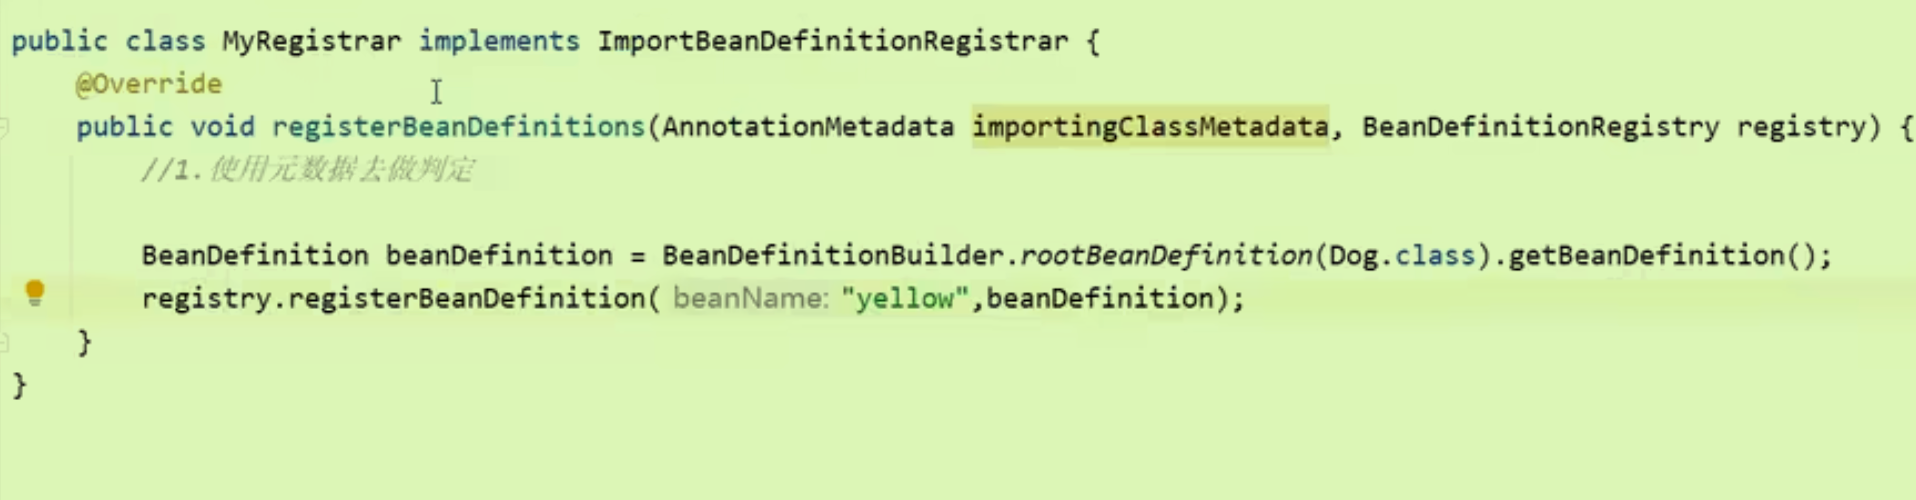 public class MyRegistrar implements ImportBeanDefinitionRegistrar {
@Override
public void registerBeanDefinitions(AnnotationMetadata importingClassMetadata, BeanDefinitionRegistry registry) {
//1.使用元数据去做判定
BeanDefinition beanDefinition = BeanDefinitionBuilder.rootBeanDefinition(Dog.class).getBeanDefinition();
registry.registerBeanDefinition( beanName: "yellow",beanDefinition);
}
}